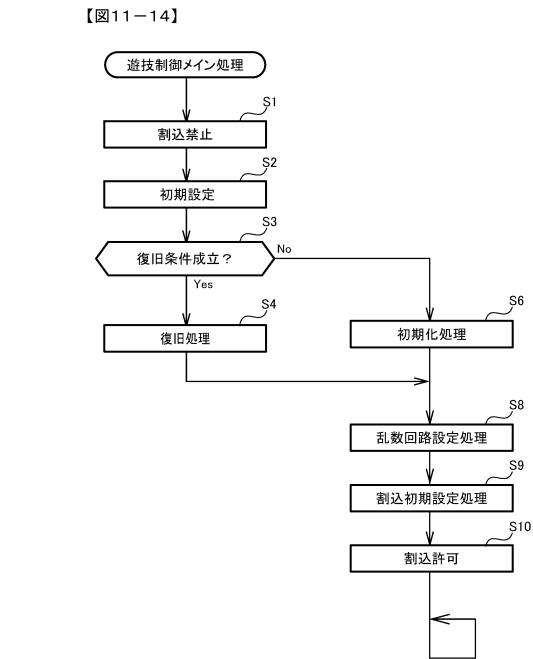 【図11－14】
遊技制御メイン処理
S1
割込禁止
S2
初期設定
S3
復旧条件成立？
No
Yes
S4
復旧処理
S6
初期化処理
S8
乱数回路設定処理
S9
割込初期設定処理
S10
割込許可